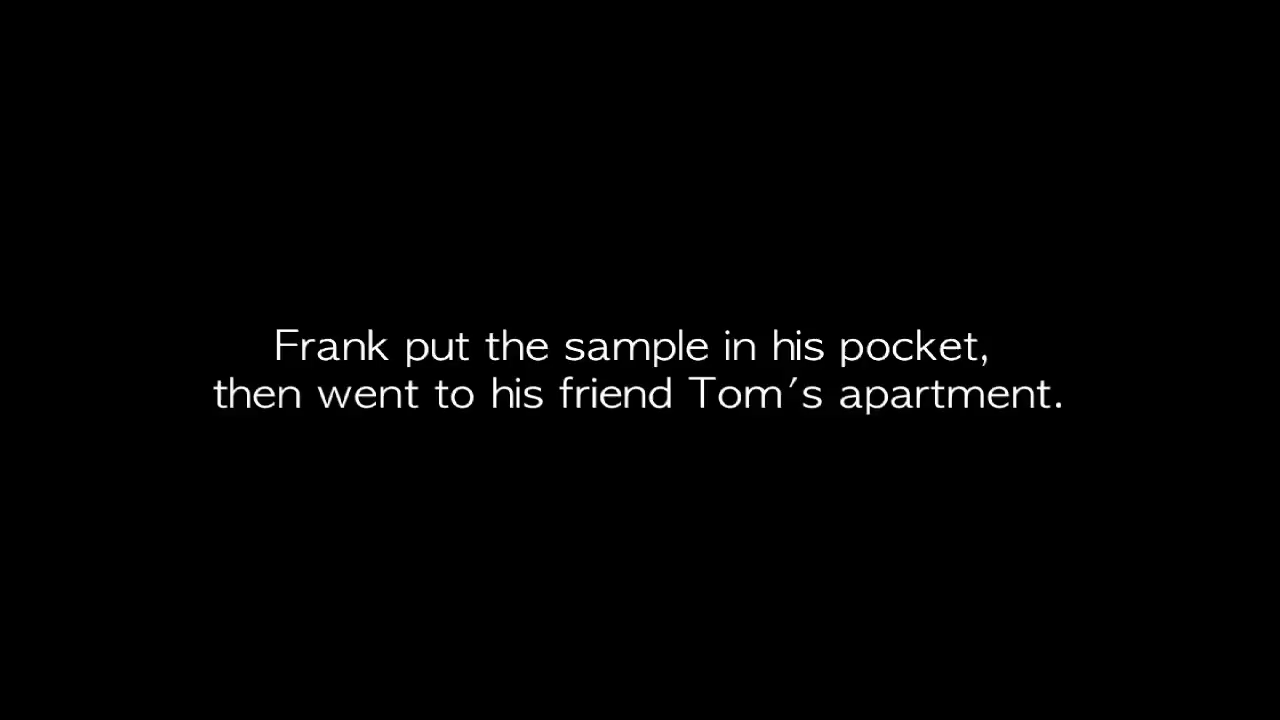 Frank put the sample in his pocket,
then went to his friend Tom's apartment.